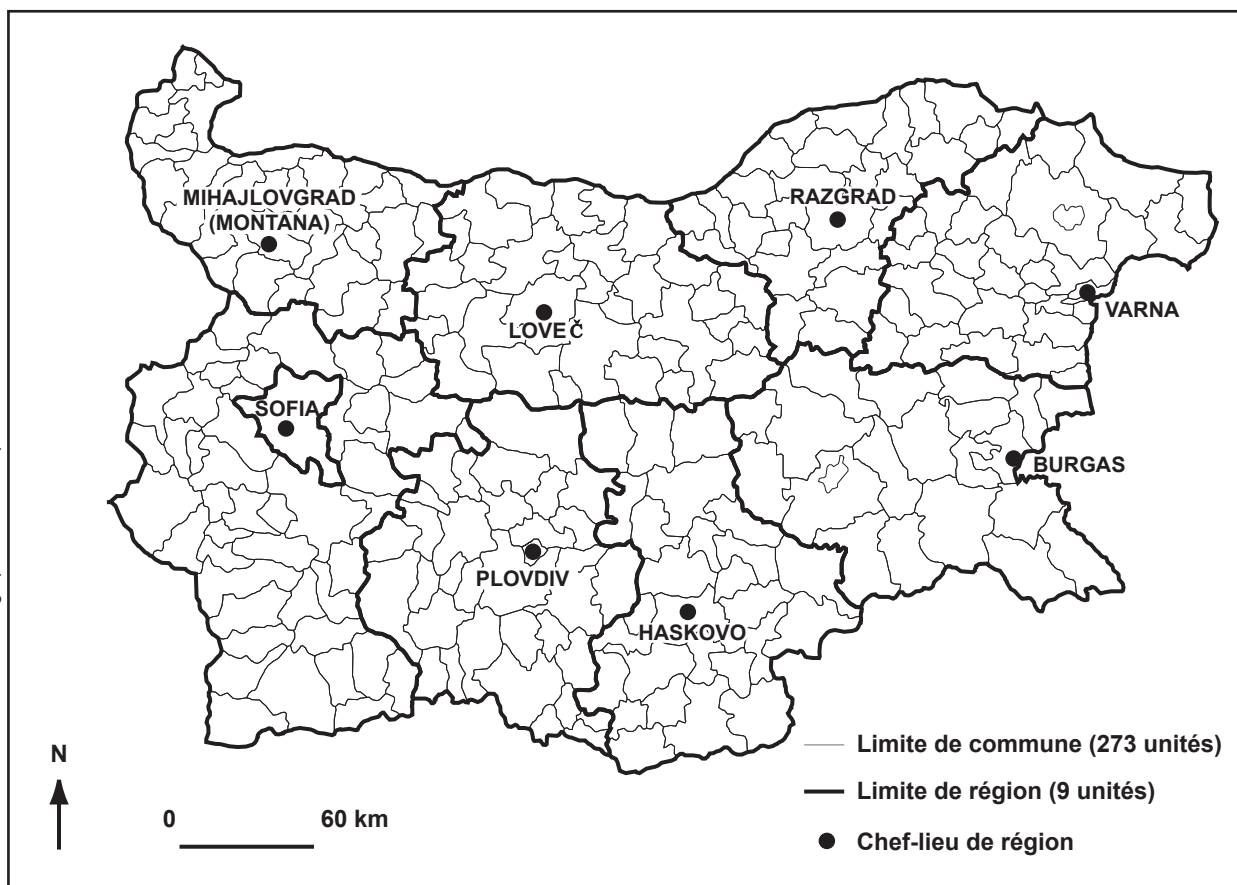 MIHAJLOVGRAD
(MONTANA)
RAZGRAD
LOVEČ
VARNA
SOFIA
BURGAS
PLOVDIV
HASKOVO
N
0 60 km
Limite de commune (273 unités)
Limite de région (9 unités)
Chef-lieu de région